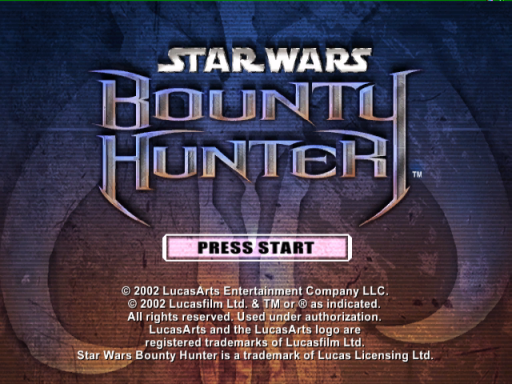 STAR WARS
BOUNTY
HUNTER™
PRESS START
© 2002 LucasArts Entertainment Company LLC.
© 2002 Lucasfilm Ltd. & TM or ® as indicated.
All rights reserved. Used under authorization.
LucasArts and the LucasArts logo are
registered trademarks of Lucasfilm Ltd.
Star Wars Bounty Hunter is a trademark of Lucas Licensing Ltd.